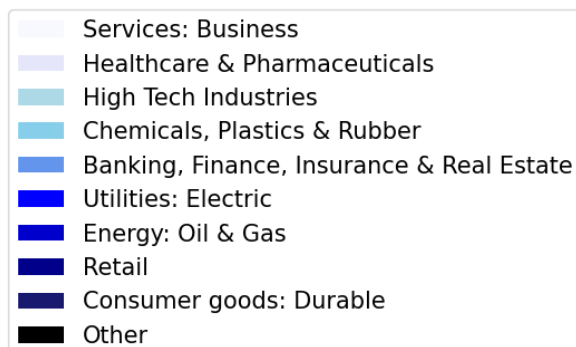 Services: Business
Healthcare & Pharmaceuticals
High Tech Industries
Chemicals, Plastics & Rubber
Banking, Finance, Insurance & Real Estate
Utilities: Electric
Energy: Oil & Gas
Retail
Consumer goods: Durable
Other